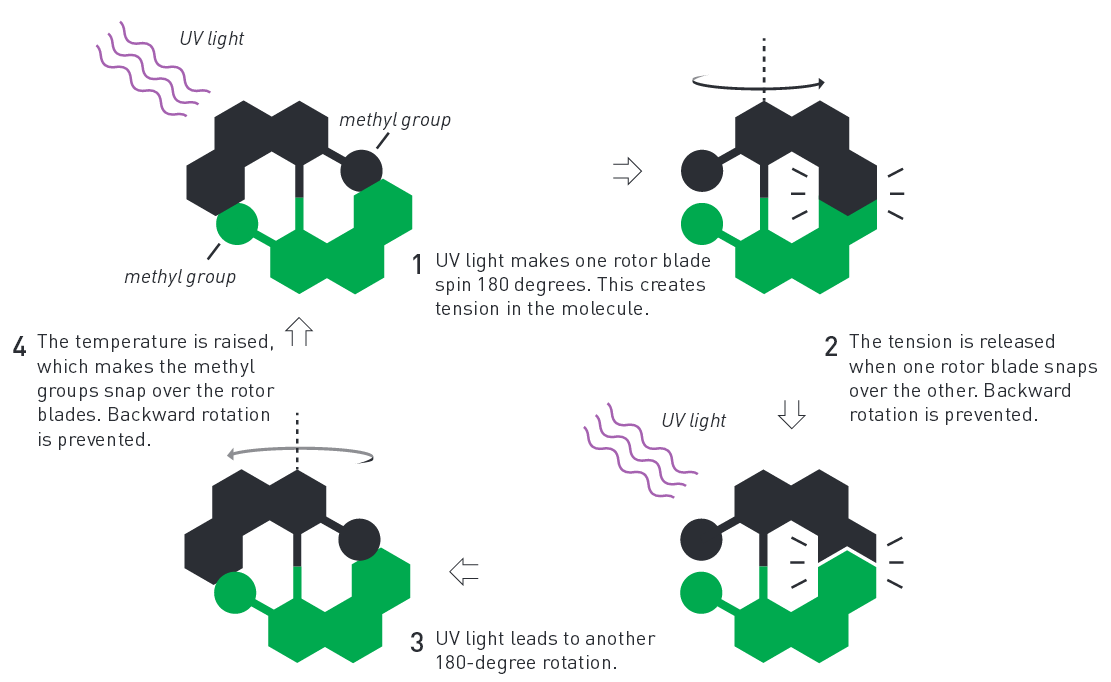 UV light
methyl group
methyl group
1 UV light makes one rotor blade
spin 180 degrees. This creates
tension in the molecule.
2 The tension is released
when one rotor blade snaps
over the other. Backward
rotation is prevented.
UV light
3 UV light leads to another
180-degree rotation.
4 The temperature is raised,
which makes the methyl
groups snap over the rotor
blades. Backward rotation
is prevented.